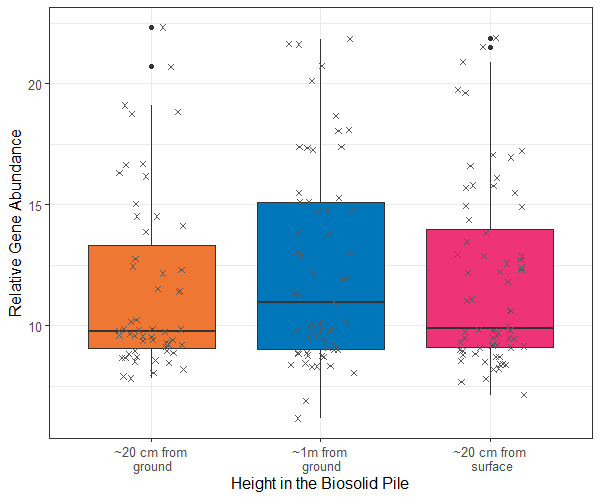 Relative Gene Abundance
20
15
10
~20 cm from
ground
~1m from
ground
~20 cm from
surface
Height in the Biosolid Pile